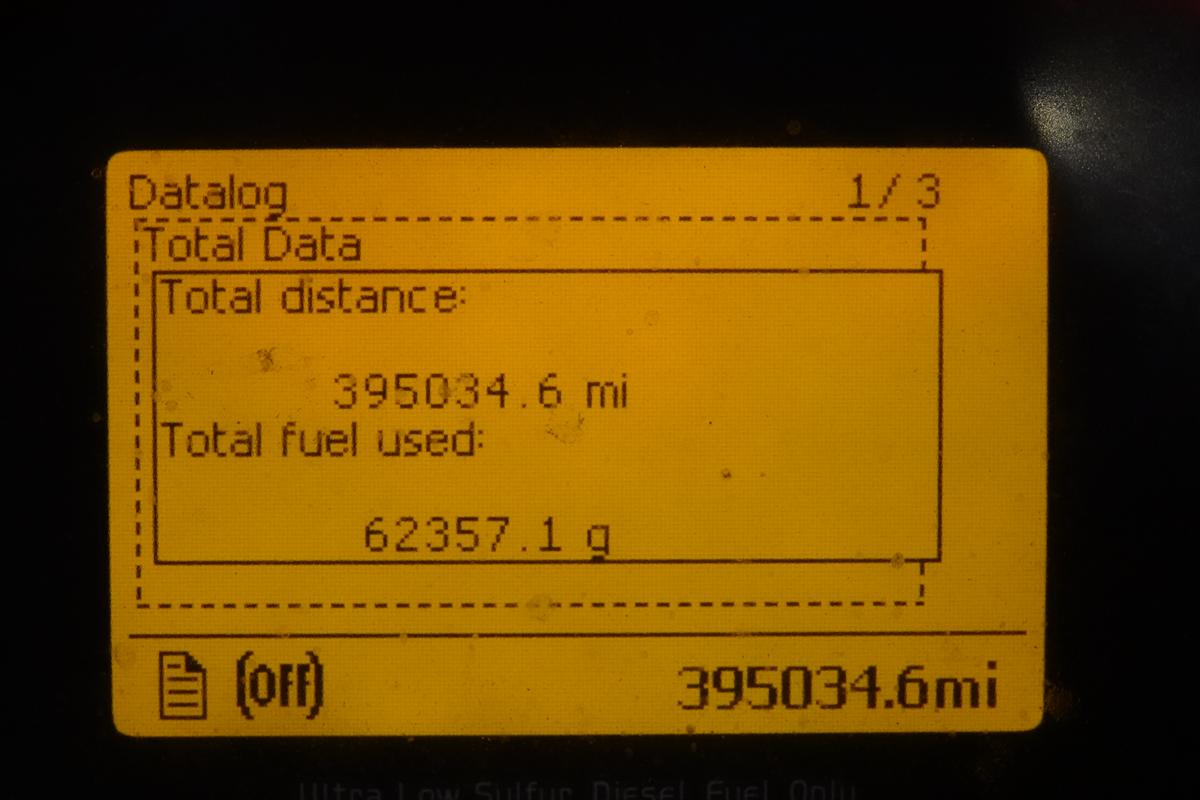 Datalog 1/3
Total Data
Total distance:
395034.6 mi
Total fuel used:
62357.1 g
(OFF) 395034.6mi
Ultra Low Sulfur Diesel Fuel Only